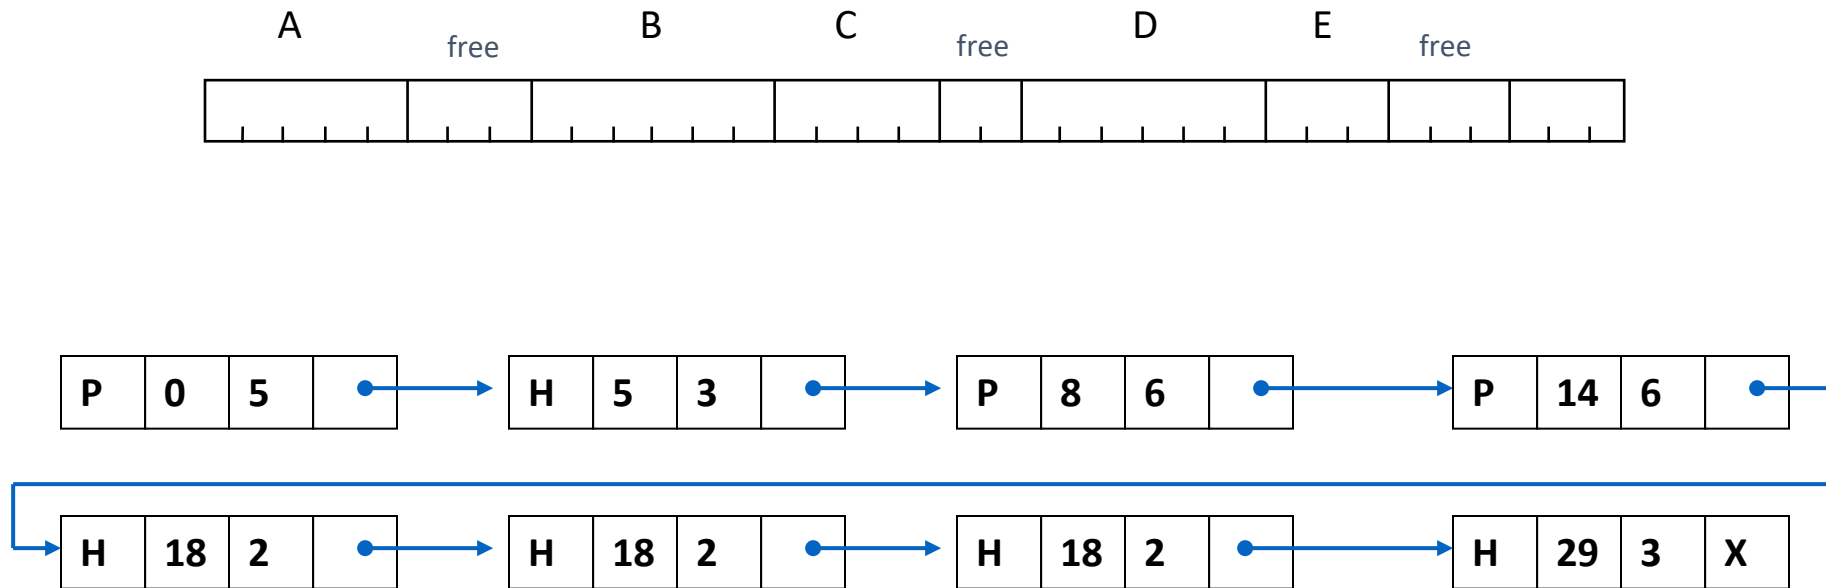 A free B C free D E free
P 0 5 H 5 3 P 8 6 P 14 6
H 18 2 H 18 2 H 18 2 H 29 3 X